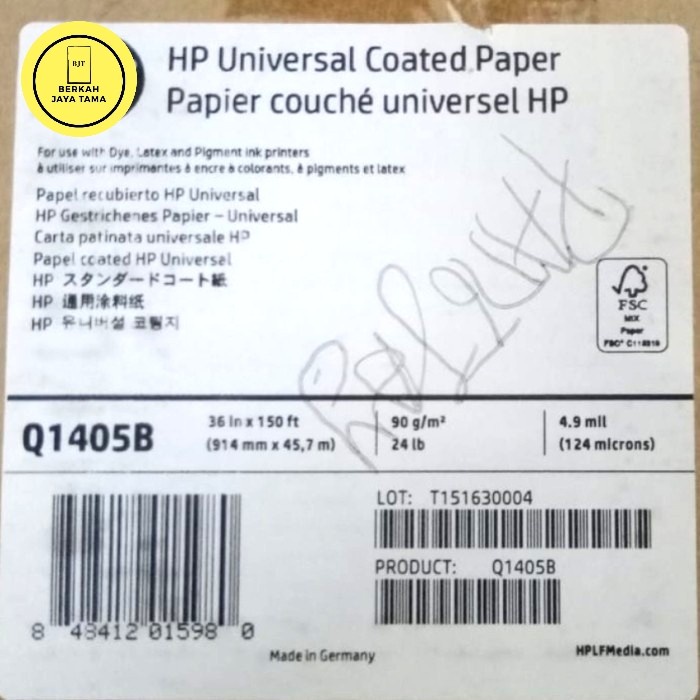 BJT
BERKAH
JAYA TAMA
HP Universal Coated Paper
Papier couché universel HP
For use with Dye, Latex and Pigment ink printers
à utiliser sur imprimantes à encre à colorants, à pigments et latex
Papel recubierto HP Universal
HP Gestrichenes Papier – Universal
Carta patinata universale HP
Papel coated HP Universal
HP スタンダードコート紙
HP 通用涂料纸
HP 유니버설 코팅지
FSC
MIX
Paper
Q1405B
36 in x 150 ft
(914 mm x 45,7 m)
90 g/m²
24 lb
4.9 mil
(124 microns)
LOT: T151630004
PRODUCT: Q1405B
8 48412 01598 0
Made in Germany
HPLFMedia.com